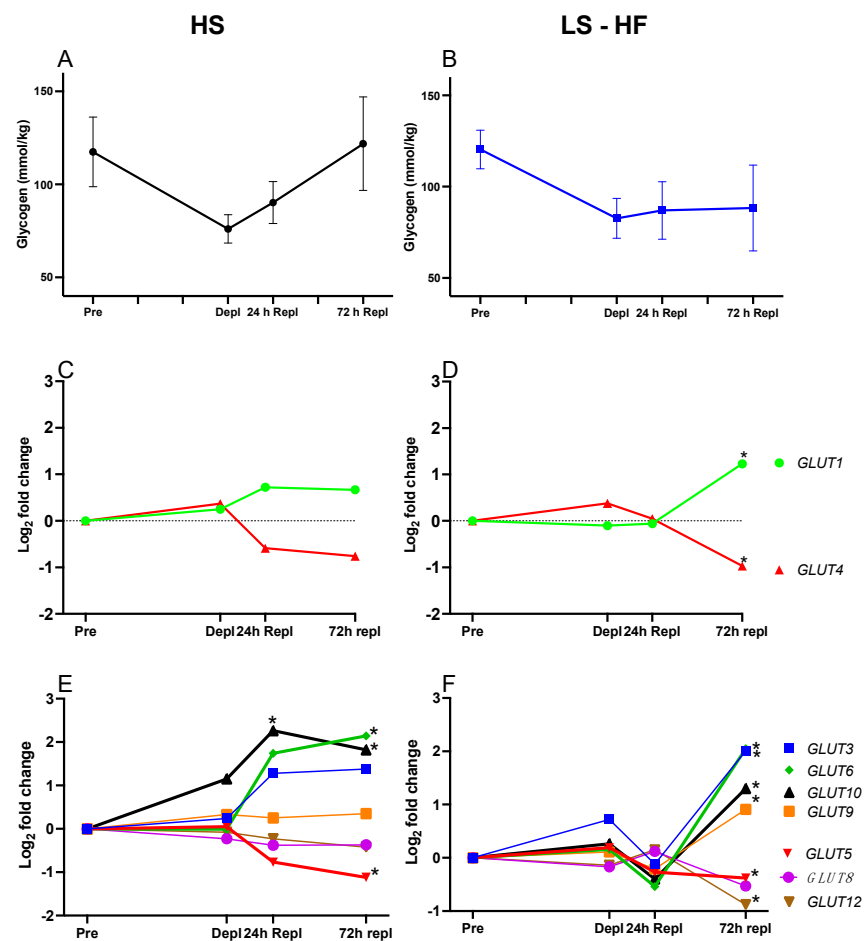 HS
LS - HF
A
B
Glycogen (mmol/kg)
150
100
50
Pre
Depl
24 h Repl
72 h Repl
Glycogen (mmol/kg)
150
100
50
Pre
Depl
24 h Repl
72 h Repl
C
D
Log2 fold change
3
2
1
0
-1
-2
Pre
Depl
24h Repl
72h repl
Log2 fold change
3
2
1
0
-1
-2
*
*
Pre
Depl
24h Repl
72h repl
GLUT1
GLUT4
E
F
Log2 fold change
3
2
1
0
-1
-2
*
*
*
*
Pre
Depl
24h Repl
72h repl
Log2 fold change
3
2
1
0
-1
*
*
*
*
*
*
Pre
Depl
24h Repl
72h repl
GLUT3
GLUT6
GLUT10
GLUT9
GLUT5
GLUT8
GLUT12